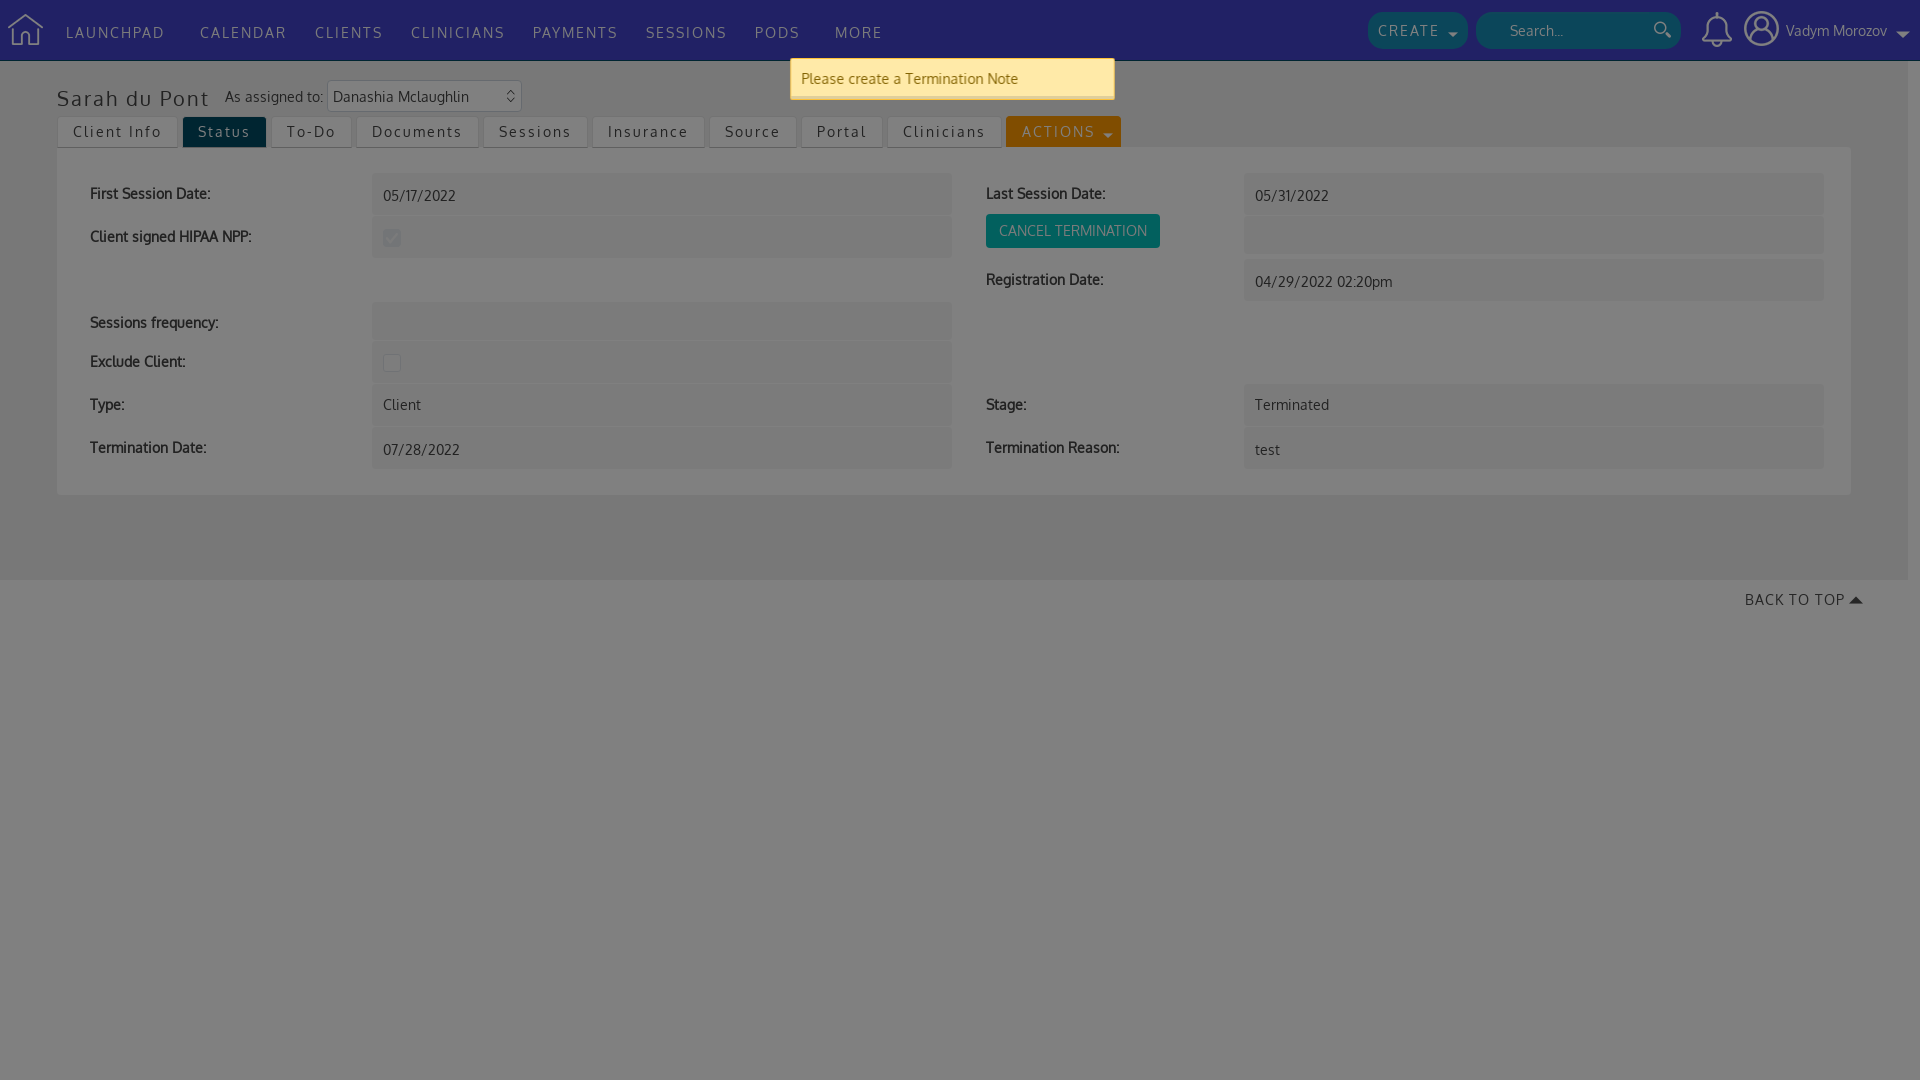 LAUNCHPAD CALENDAR CLIENTS CLINICIANS PAYMENTS SESSIONS PODS MORE CREATE Search... Vadym Morozov
Please create a Termination Note
Sarah du Pont As assigned to: Danashia Mclaughlin
Client Info Status To-Do Documents Sessions Insurance Source Portal Clinicians ACTIONS
First Session Date: 05/17/2022 Last Session Date: 05/31/2022
Client signed HIPAA NPP: CANCEL TERMINATION
Registration Date: 04/29/2022 02:20pm
Sessions frequency:
Exclude Client:
Type: Client Stage: Terminated
Termination Date: 07/28/2022 Termination Reason: test
BACK TO TOP